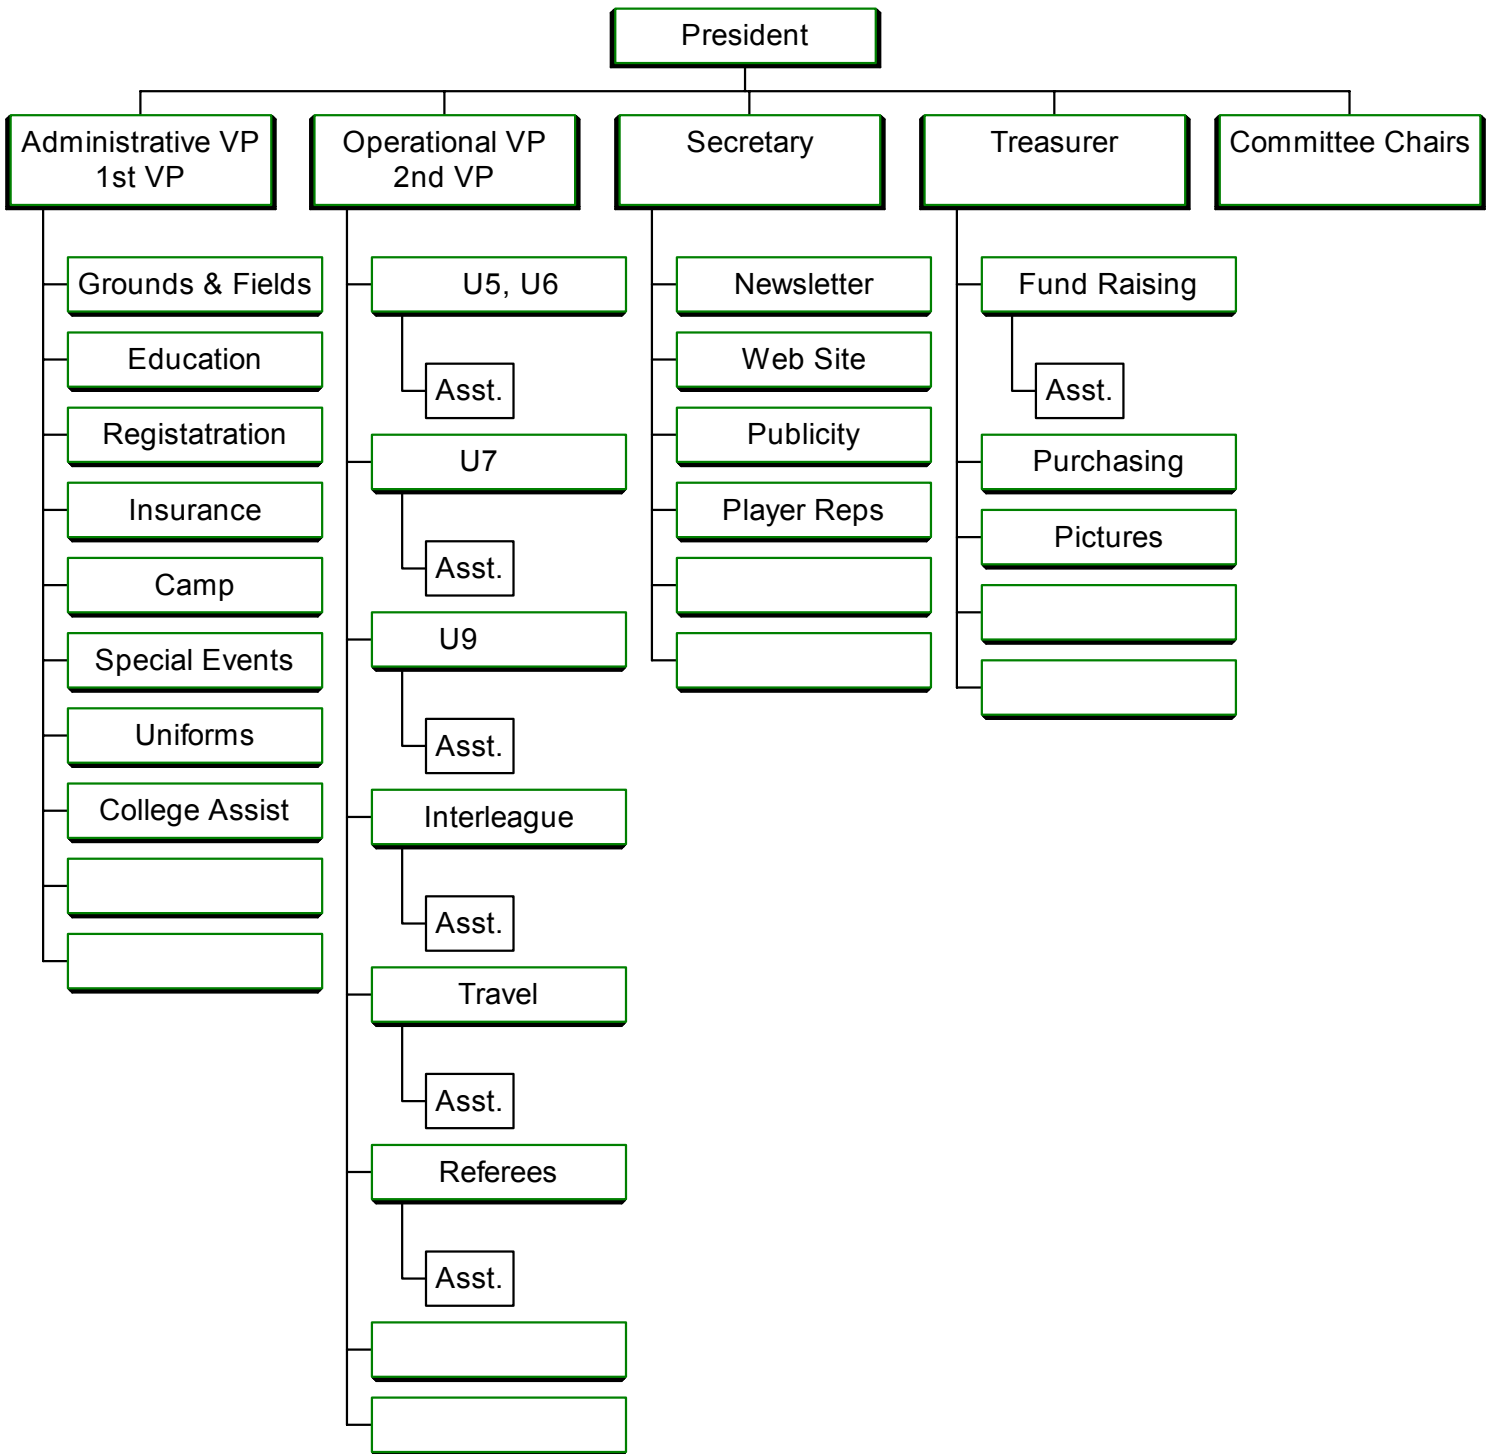 President
Administrative VP
1st VP
Operational VP
2nd VP
Secretary
Treasurer
Committee Chairs
Grounds & Fields
Education
Registatration
Insurance
Camp
Special Events
Uniforms
College Assist
U5, U6
Asst.
U7
Asst.
U9
Asst.
Interleague
Asst.
Travel
Asst.
Referees
Asst.
Newsletter
Web Site
Publicity
Player Reps
Fund Raising
Asst.
Purchasing
Pictures